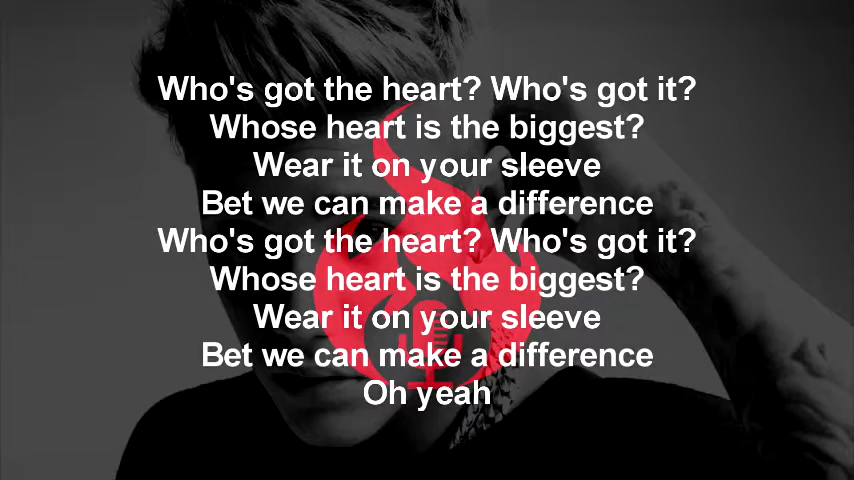 Who's got the heart? Who's got it?
Whose heart is the biggest?
Wear it on your sleeve
Bet we can make a difference
Who's got the heart? Who's got it?
Whose heart is the biggest?
Wear it on your sleeve
Bet we can make a difference
Oh yeah